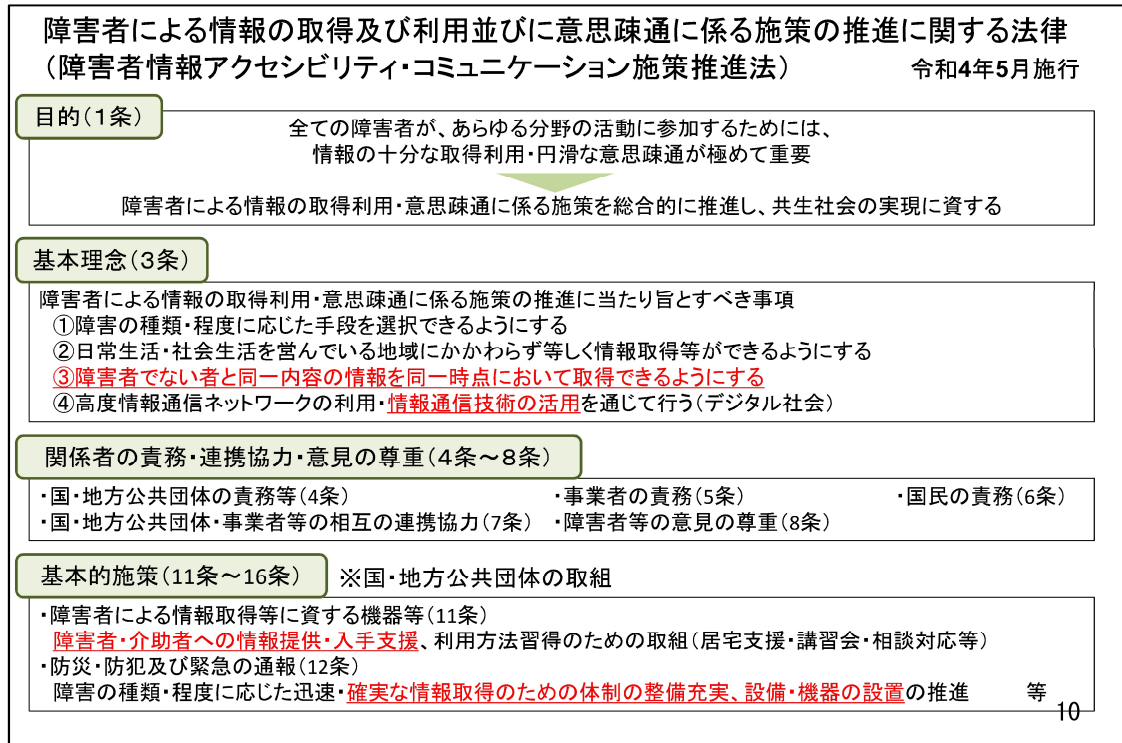 障害者による情報の取得及び利用並びに意思疎通に係る施策の推進に関する法律
（障害者情報アクセシビリティ・コミュニケーション施策推進法） 令和4年5月施行
目的（１条）
全ての障害者が、あらゆる分野の活動に参加するためには、
情報の十分な取得利用・円滑な意思疎通が極めて重要
障害者による情報の取得利用・意思疎通に係る施策を総合的に推進し、共生社会の実現に資する
基本理念（３条）
障害者による情報の取得利用・意思疎通に係る施策の推進に当たり旨とすべき事項
①障害の種類・程度に応じた手段を選択できるようにする
②日常生活・社会生活を営んでいる地域にかかわらず等しく情報取得等ができるようにする
③障害者でない者と同一内容の情報を同一時点において取得できるようにする
④高度情報通信ネットワークの利用・情報通信技術の活用を通じて行う（デジタル社会）
関係者の責務・連携協力・意見の尊重（４条～８条）
・国・地方公共団体の責務等（4条） ・事業者の責務（5条） ・国民の責務（6条）
・国・地方公共団体・事業者等の相互の連携協力（7条） ・障害者等の意見の尊重（8条）
基本的施策（11条～16条） ※国・地方公共団体の取組
・障害者による情報取得等に資する機器等（11条）
障害者・介助者への情報提供・入手支援、利用方法習得のための取組（居宅支援・講習会・相談対応等）
・防災・防犯及び緊急の通報（12条）
障害の種類・程度に応じた迅速・確実な情報取得のための体制の整備充実、設備・機器の設置の推進 等
10